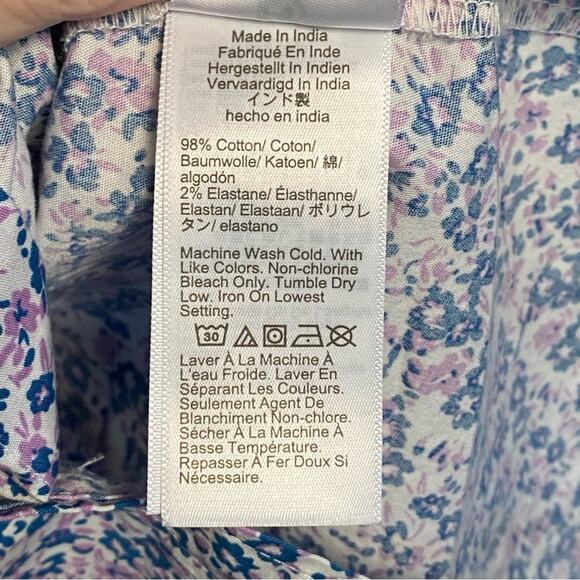 Made In India
Fabriqué En Inde
Hergestellt In Indien
Vervaardigd In India
インド製
hecho en india
98% Cotton/ Coton/
Baumwolle/ Katoen/ 綿/
algodón
2% Elastane/ Élasthanne/
Elastan/ Elastaan/ ポリウレ
タン/ elastano
Machine Wash Cold. With
Like Colors. Non-chlorine
Bleach Only. Tumble Dry
Low. Iron On Lowest
Setting.
30
Laver À La Machine À
L'eau Froide. Laver En
Séparant Les Couleurs.
Seulement Agent De
Blanchiment Non-chlore.
Sécher À La Machine À
Basse Température.
Repasser À Fer Doux Si
Nécessaire.